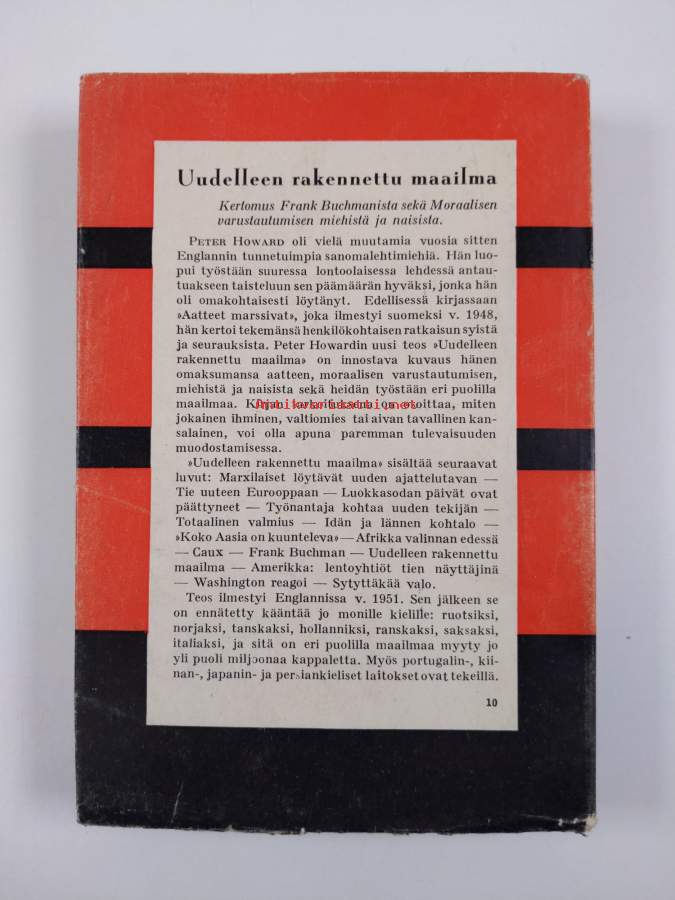 Uudelleen rakennettu maailma
Kertomus Frank Buchmanista sekä Moraalisen
varustautumisen miehistä ja naisista.
PETER HOWARD oli vielä muutamia vuosia sitten
Englannin tunnetuimpia sanomalehtimiehiä. Hän luo-
pui työstään suuressa lontoolaisessa lehdessä antau-
tuakseen taisteluun sen päämäärän hyväksi, jonka hän
oli omakohtaisesti löytänyt. Edellisessä kirjassaan
»Aatteet marssivat», joka ilmestyi suomeksi v. 1948,
hän kertoi tekemänsä henkilökohtaisen ratkaisun syistä
ja seurauksista. Peter Howardin uusi teos »Uudelleen
rakennettu maailma» on innostava kuvaus hänen
omaksumansa aatteen, moraalisen varustautumisen,
miehistä ja naisista sekä heidän työstään eri puolilla
maailmaa. Kirjan tarkoituksena on osoittaa, miten
Antikvariaatti.net
jokainen ihminen, valtiomies tai aivan tavallinen kan-
salainen, voi olla apuna paremman tulevaisuuden
muodostamisessa.
»Uudelleen rakennettu maailma» sisältää seuraavat
luvut: Marxilaiset löytävät uuden ajattelutavan —
Tie uuteen Eurooppaan — Luokkasodan päivät ovat
päättyneet — Työnantaja kohtaa uuden tekijän —
Totaalinen valmius — Idän ja lännen kohtalo —
»Koko Aasia on kuunteleva» — Afrikka valinnan edessä
— Caux — Frank Buchman — Uudelleen rakennettu
maailma — Amerikka: lentoyhtiöt tien näyttäjinä
— Washington reagoi — Sytyttäkää valo.
Teos ilmestyi Englannissa v. 1951. Sen jälkeen se
on ennätetty kääntää jo monille kielille: ruotsiksi,
norjaksi, tanskaksi, hollanniksi, ranskaksi, saksaksi,
italiaksi, ja sitä on eri puolilla maailmaa myyty jo
yli puoli miljoonaa kappaletta. Myös portugalin-, kii-
nan-, japanin- ja persiankieliset laitokset ovat tekeillä.
10